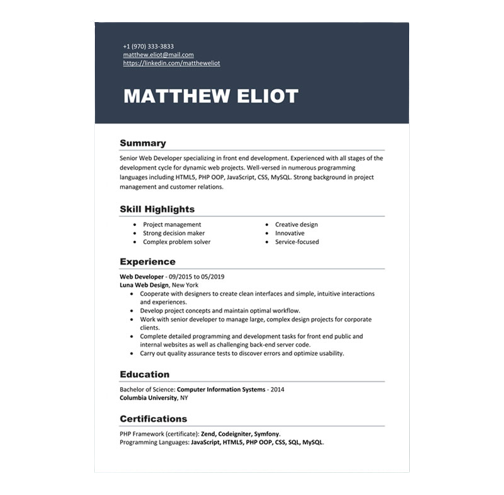 +1 (970) 333-3833
matthew.eliot@mail.com
https://linkedin.com/mattheweliot
MATTHEW ELIOT
Summary
Senior Web Developer specializing in front end development. Experienced with all stages of the
development cycle for dynamic web projects. Well-versed in numerous programming
languages including HTML5, PHP OOP, JavaScript, CSS, MySQL. Strong background in project
management and customer relations.
Skill Highlights
• Project management
• Strong decision maker
• Complex problem solver
• Creative design
• Innovative
• Service-focused
Experience
Web Developer - 09/2015 to 05/2019
Luna Web Design, New York
• Cooperate with designers to create clean interfaces and simple, intuitive interactions
and experiences.
• Develop project concepts and maintain optimal workflow.
• Work with senior developer to manage large, complex design projects for corporate
clients.
• Complete detailed programming and development tasks for front end public and
internal websites as well as challenging back-end server code.
• Carry out quality assurance tests to discover errors and optimize usability.
Education
Bachelor of Science: Computer Information Systems - 2014
Columbia University, NY
Certifications
PHP Framework (certificate): Zend, Codeigniter, Symfony.
Programming Languages: JavaScript, HTML5, PHP OOP, CSS, SQL, MySQL.